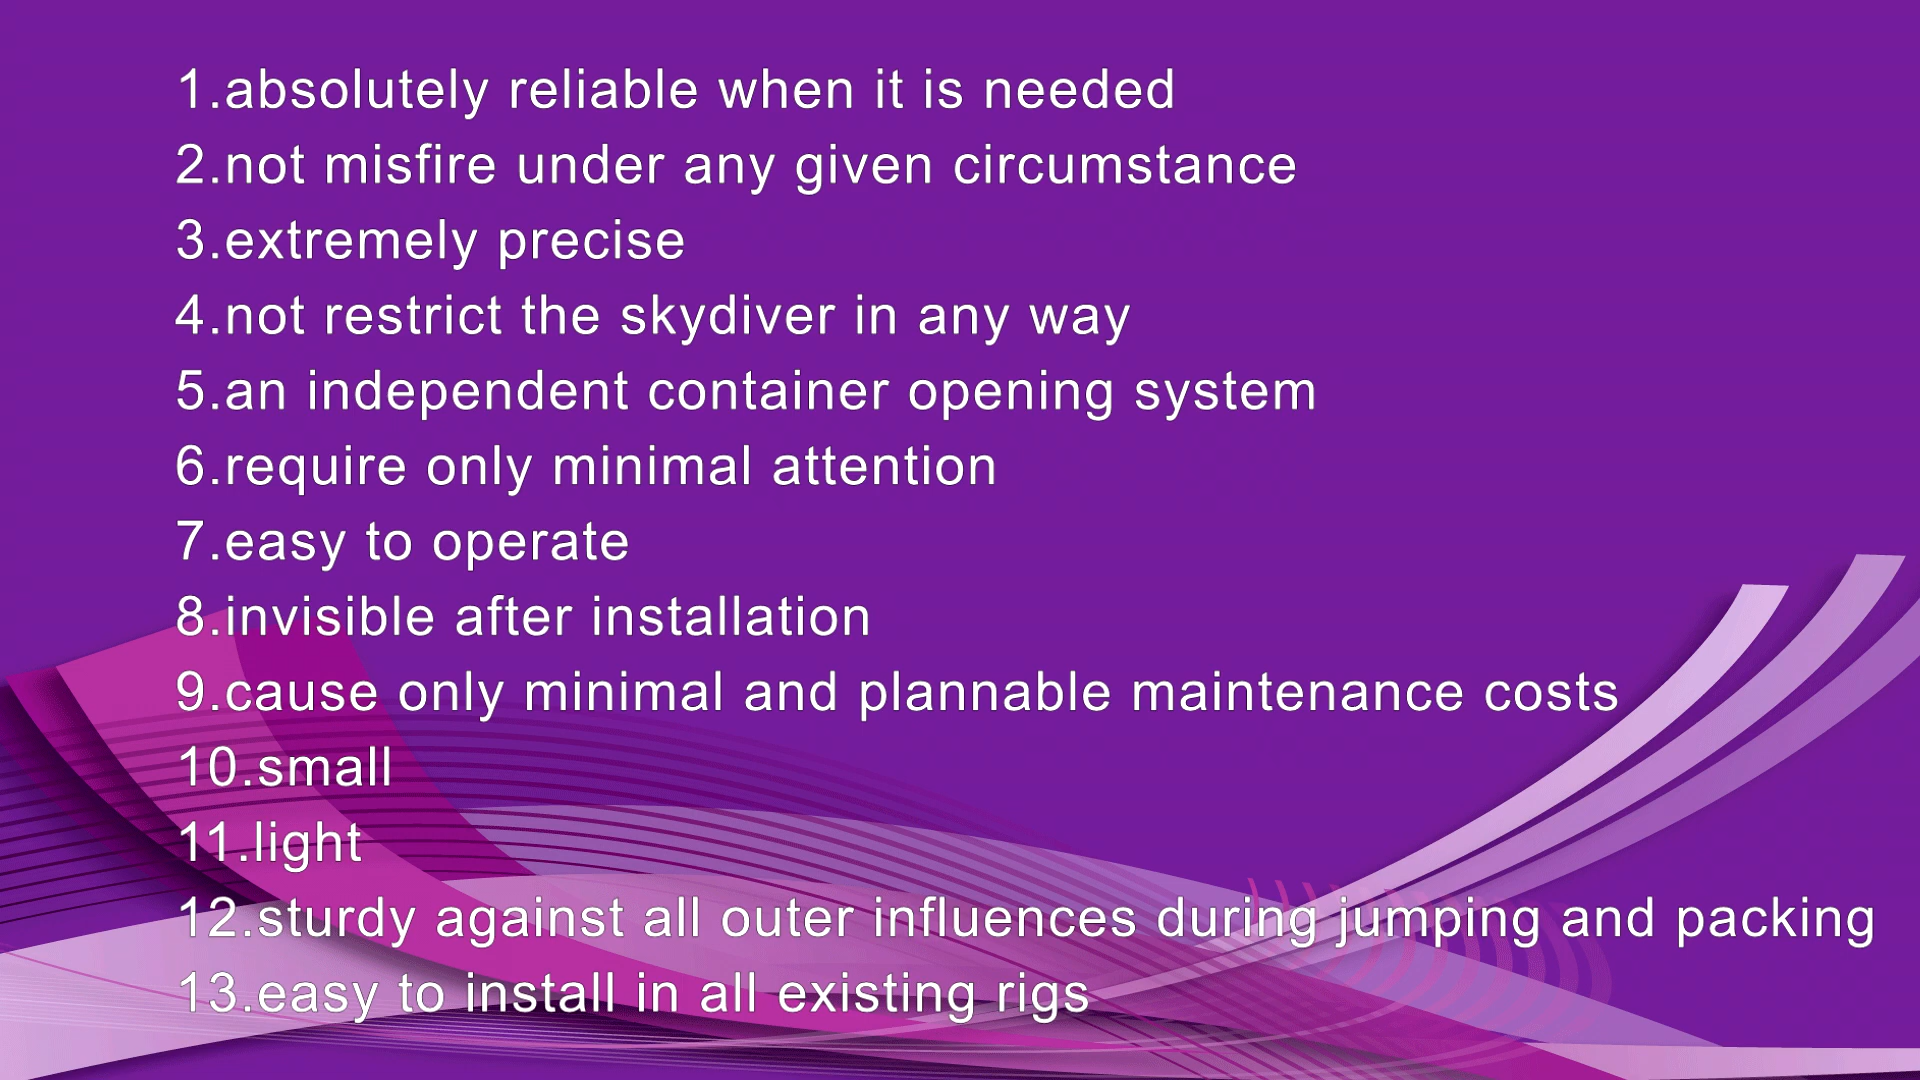 1.absolutely reliable when it is needed
2.not misfire under any given circumstance
3.extremely precise
4.not restrict the skydiver in any way
5.an independent container opening system
6.require only minimal attention
7.easy to operate
8.invisible after installation
9.cause only minimal and plannable maintenance costs
10.small
11.light
12.sturdy against all outer influences during jumping and packing
13.easy to install in all existing rigs